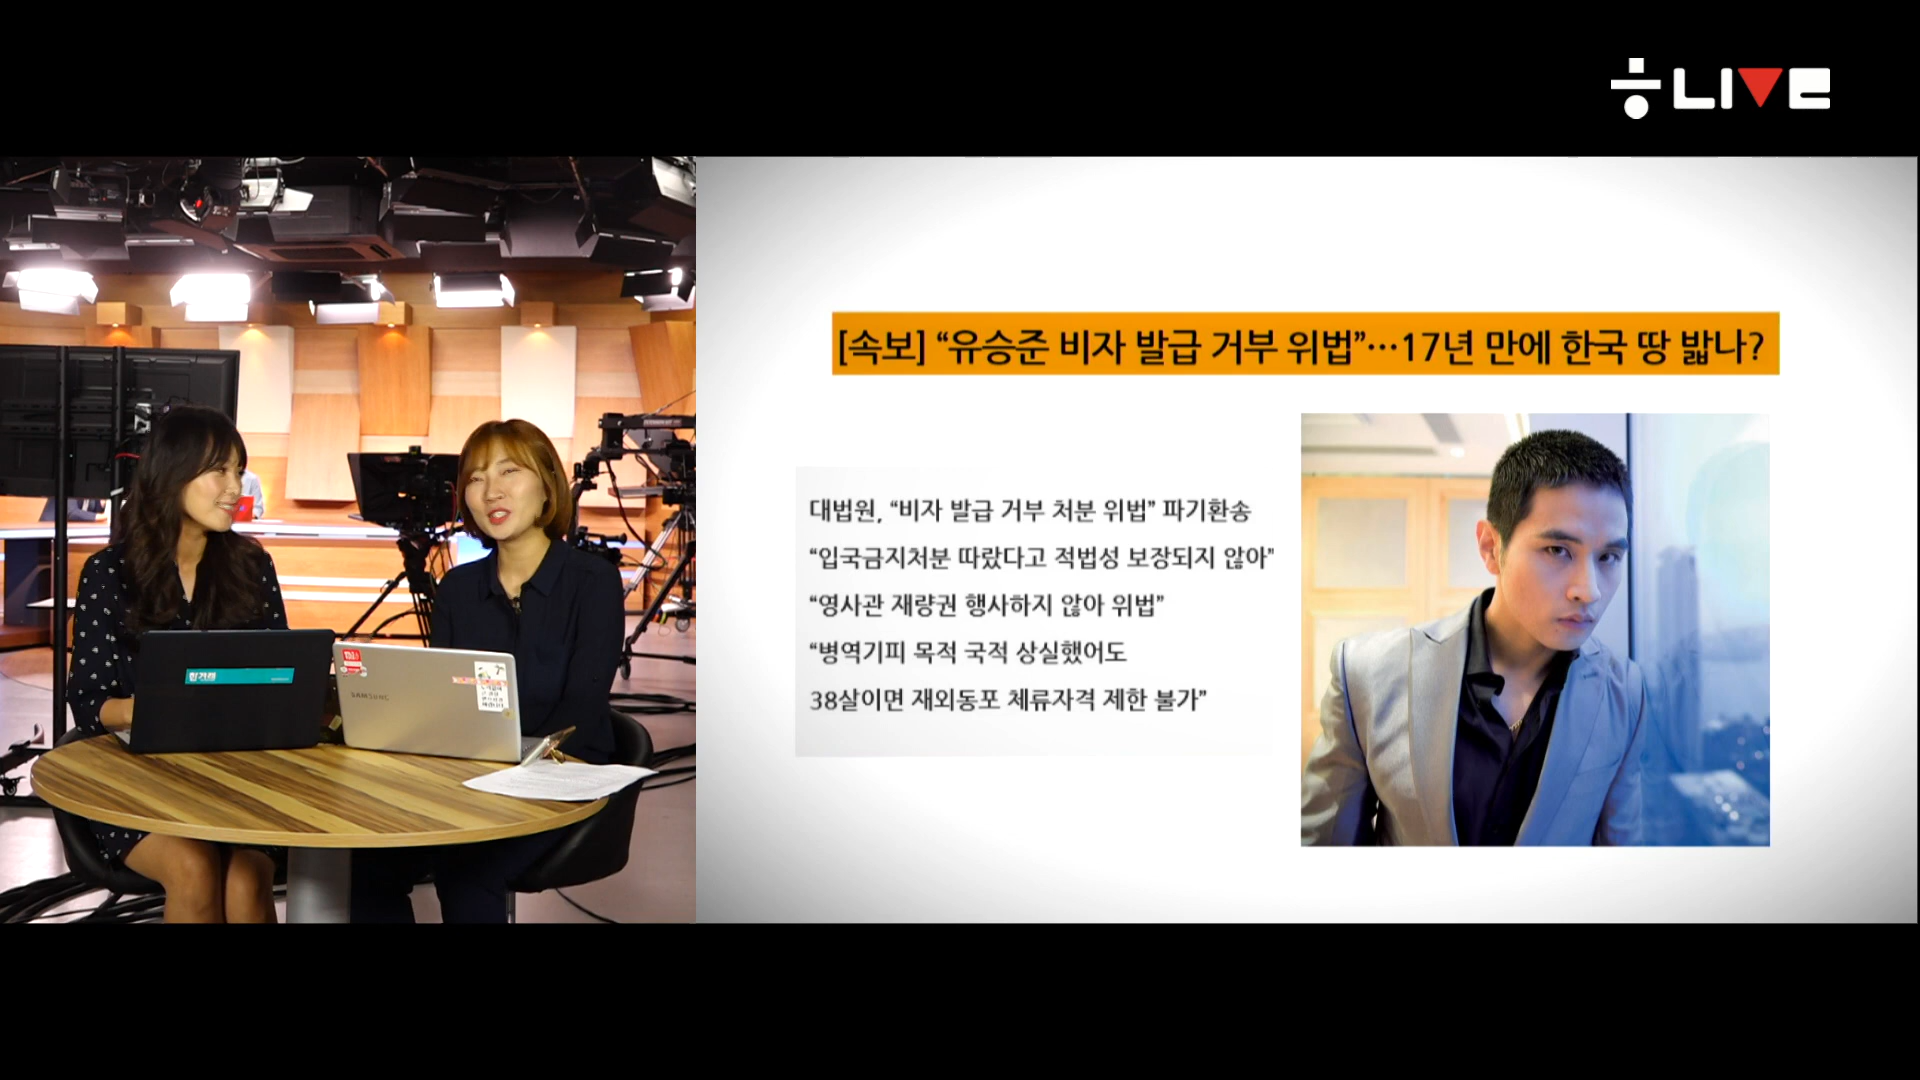 LIVE
[속보] “유승준 비자 발급 거부 위법”…17년 만에 한국 땅 밟나?
대법원, “비자 발급 거부 처분 위법” 파기환송
“입국금지처분 따랐다고 적법성 보장되지 않아”
“영사관 재량권 행사하지 않아 위법”
“병역기피 목적 국적 상실했어도
38살이면 재외동포 체류자격 제한 불가”
한겨레
SAMSUNG